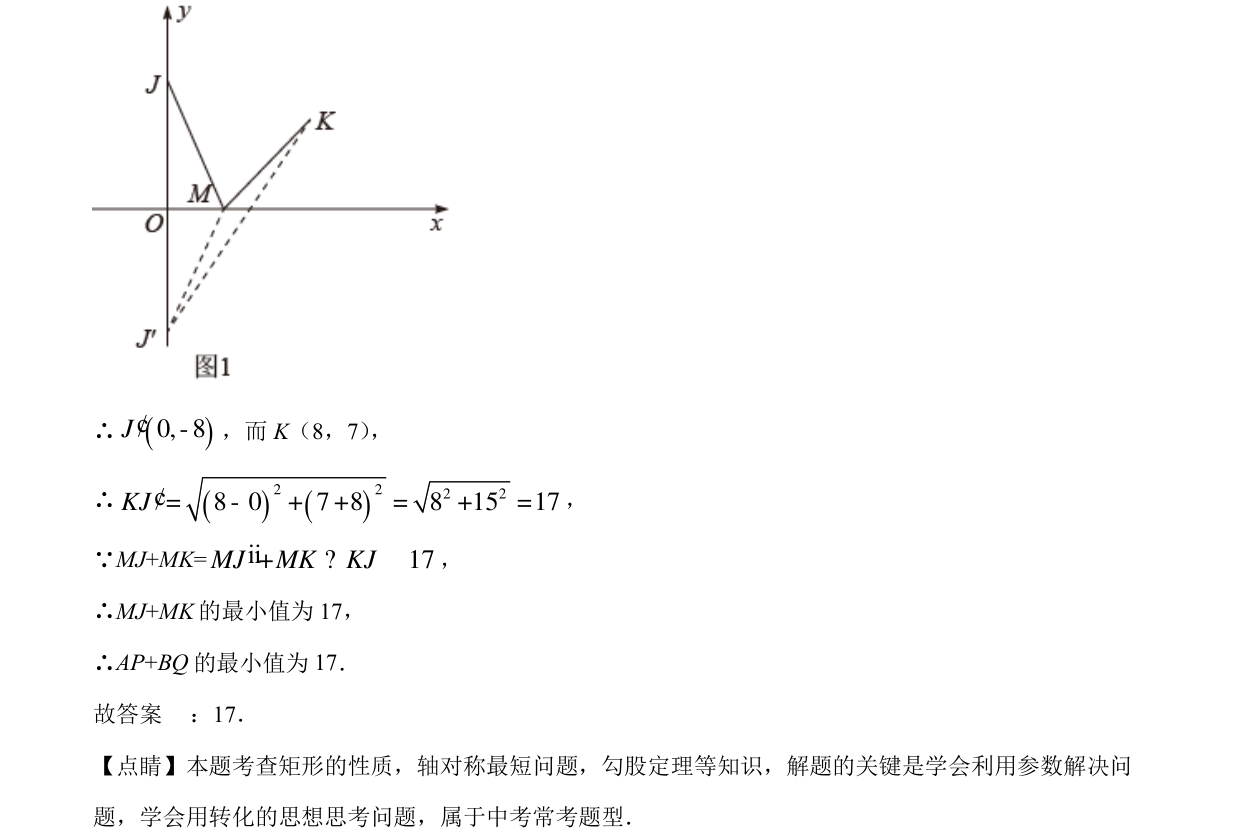 y
J
K
M
O
x
J'
图1
∴ J¢(0,-8)，而 K（8，7），
∴ KJ¢=√((8-0)²+(7+8)²)=√(8²+15²)=17，
∵MJ+MK=MJⅱ+MK ? KJ 17，
∴MJ+MK 的最小值为 17，
∴AP+BQ 的最小值为 17．
故答案 ：17．
【点睛】本题考查矩形的性质，轴对称最短问题，勾股定理等知识，解题的关键是学会利用参数解决问
题，学会用转化的思想思考问题，属于中考常考题型．